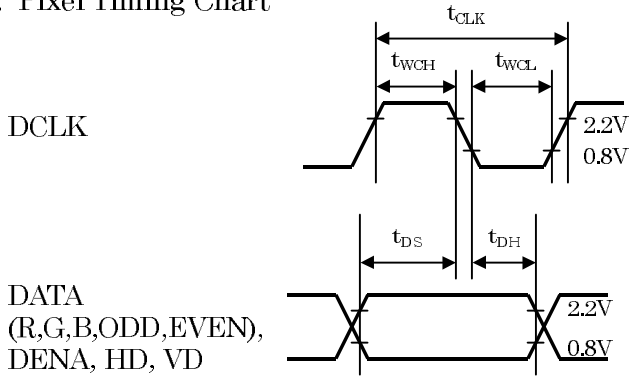 Pixel Timing Chart
tCLK
tWCH tWCL
DCLK
2.2V
0.8V
tDS tDH
DATA
(R,G,B,ODD,EVEN),
DENA, HD, VD
2.2V
0.8V